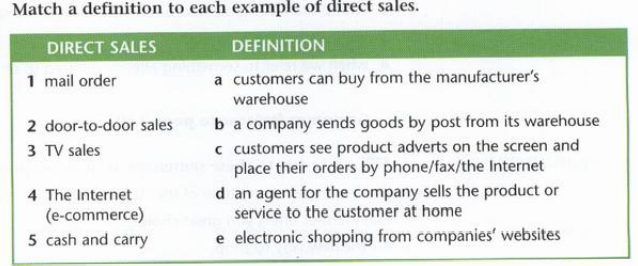 Match a definition to each example of direct sales.
DIRECT SALES DEFINITION
1 mail order a customers can buy from the manufacturer's
warehouse
2 door-to-door sales b a company sends goods by post from its warehouse
3 TV sales c customers see product adverts on the screen and
place their orders by phone/fax/the Internet
4 The Internet d an agent for the company sells the product or
(e-commerce) service to the customer at home
5 cash and carry e electronic shopping from companies' websites